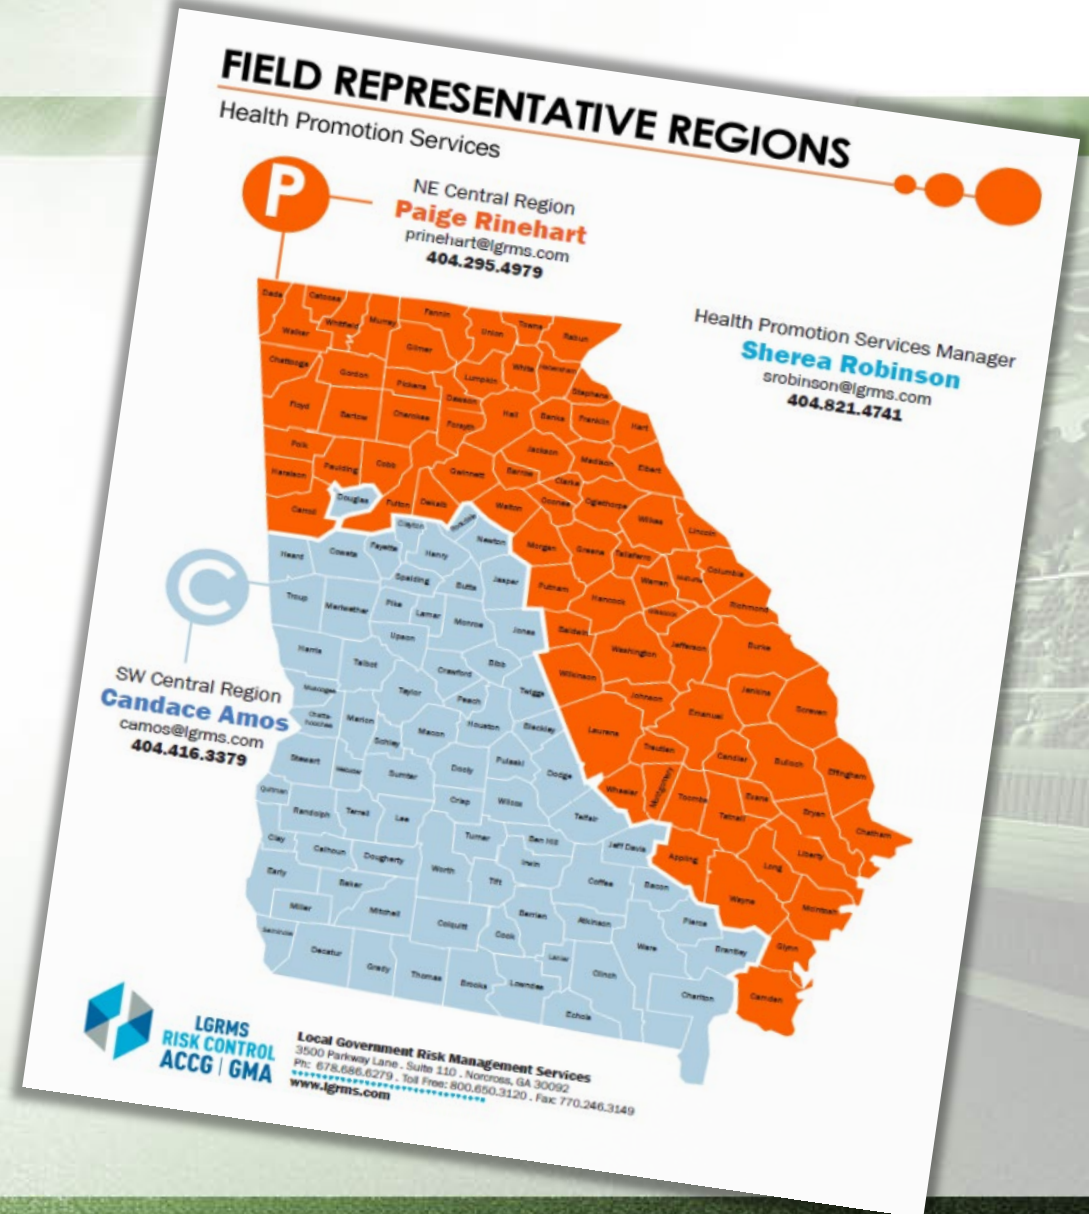 FIELD REPRESENTATIVE REGIONS
Health Promotion Services
P
NE Central Region
Paige Rinehart
prinehart@lgrms.com
404.295.4979
Health Promotion Services Manager
Sherea Robinson
srobinson@lgrms.com
404.821.4741
Dade
Catoosa
Whitfield
Murray
Fannin
Union
Towns
Rabun
Walker
Gilmer
Chattooga
Gordon
Pickens
Lumpkin
White
Habersham
Stephens
Dawson
Floyd
Bartow
Cherokee
Forsyth
Hall
Banks
Franklin
Hart
Polk
Paulding
Cobb
Gwinnett
Jackson
Madison
Elbert
Haralson
Barrow
Clarke
Douglas
Fulton
Dekalb
Walton
Oconee
Oglethorpe
Wilkes
Lincoln
Carroll
Clayton
Rockdale
Newton
Morgan
Greene
Taliaferro
Columbia
Heard
Coweta
Fayette
Henry
Spalding
Butts
Jasper
Putnam
Hancock
Warren
Richmond
C
Troup
Meriwether
Pike
Lamar
Monroe
Jones
Baldwin
Washington
Jefferson
Burke
Upson
Harris
Talbot
Crawford
Bibb
Twiggs
Wilkinson
Johnson
Emanuel
Jenkins
Screven
Muscogee
Taylor
Peach
Chatta-
hoochee
Marion
Macon
Houston
Bleckley
Laurens
Treutlen
Candler
Bulloch
Effingham
Schley
SW Central Region
Candace Amos
camos@lgrms.com
404.416.3379
Stewart
Webster
Sumter
Dooly
Pulaski
Dodge
Wheeler
Montgomery
Toombs
Tattnall
Evans
Bryan
Chatham
Quitman
Randolph
Terrell
Lee
Crisp
Wilcox
Telfair
Clay
Calhoun
Dougherty
Turner
Ben Hill
Jeff Davis
Appling
Long
Liberty
Early
Baker
Worth
Tift
Irwin
Coffee
Bacon
Wayne
McIntosh
Miller
Mitchell
Colquitt
Cook
Berrien
Atkinson
Ware
Pierce
Brantley
Glynn
Seminole
Decatur
Grady
Thomas
Brooks
Lowndes
Lanier
Clinch
Echols
Charlton
Camden
LGRMS
RISK CONTROL
ACCG | GMA
Local Government Risk Management Services
3500 Parkway Lane . Suite 110 . Norcross, GA 30092
Ph: 678.686.6279 . Toll Free: 800.650.3120 . Fax: 770.246.3149
www.lgrms.com